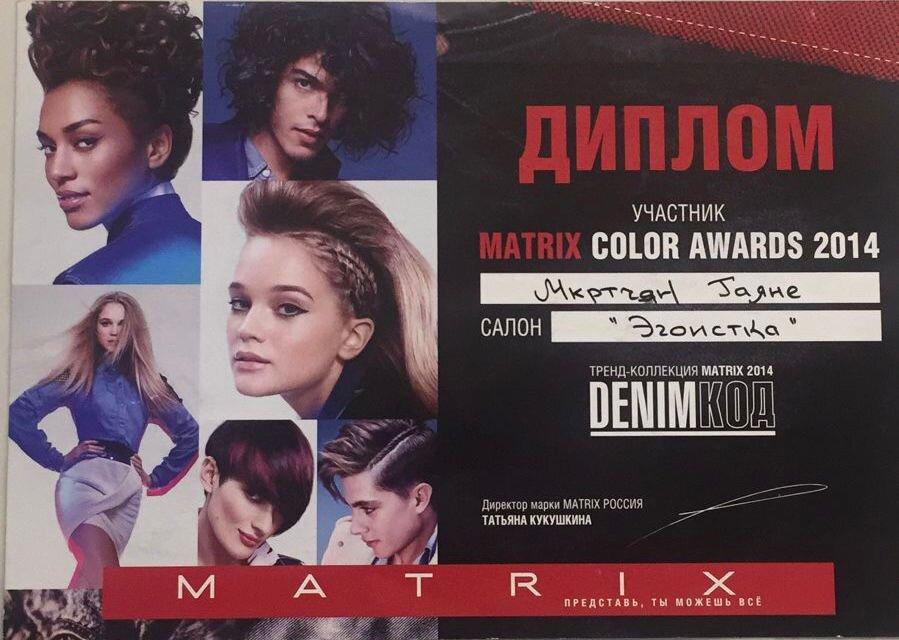 ДИПЛОМ
УЧАСТНИК
MATRIX COLOR AWARDS 2014
Мкртчян Гаяне
САЛОН "Эгоистка"
ТРЕНД-КОЛЛЕКЦИЯ MATRIX 2014
DENIMКОД
Директор марки MATRIX РОССИЯ
ТАТЬЯНА КУКУШКИНА
MATRIX
ПРЕДСТАВЬ, ТЫ МОЖЕШЬ ВСЁ